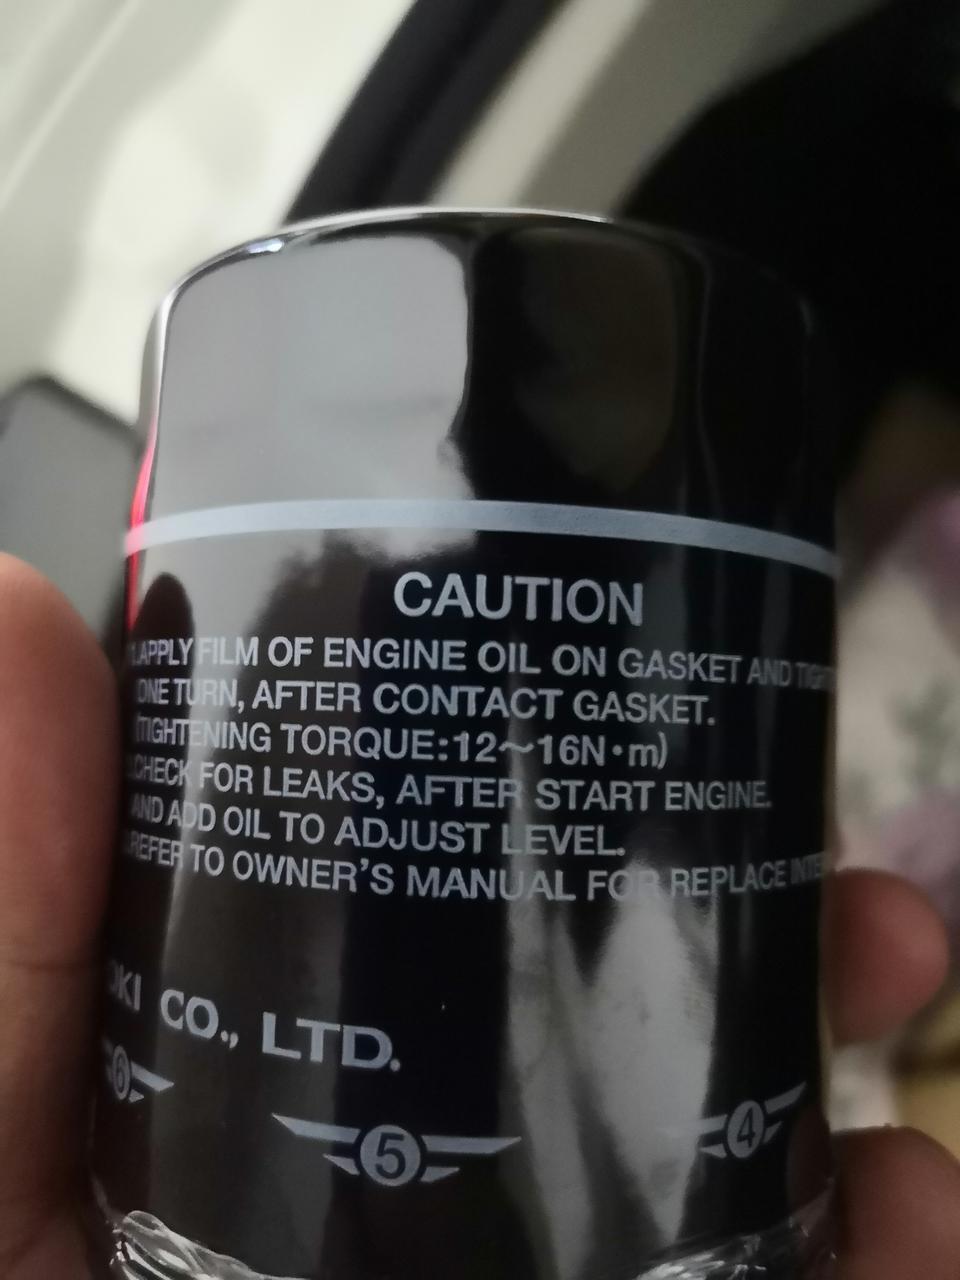 CAUTION
1.APPLY FILM OF ENGINE OIL ON GASKET AND
ONE TURN, AFTER CONTACT GASKET.
(TIGHTENING TORQUE:12～16N·m)
CHECK FOR LEAKS, AFTER START ENGINE.
AND ADD OIL TO ADJUST LEVEL.
REFER TO OWNER'S MANUAL FOR REPLACE
CO., LTD.
6
5
4